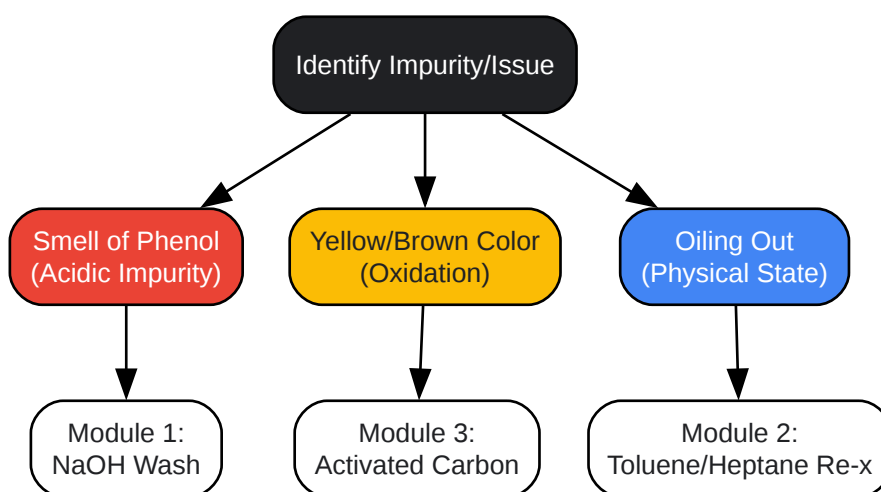 Identify Impurity/Issue
Smell of Phenol
(Acidic Impurity)
Yellow/Brown Color
(Oxidation)
Oiling Out
(Physical State)
Module 1:
NaOH Wash
Module 3:
Activated Carbon
Module 2:
Toluene/Heptane Re-x